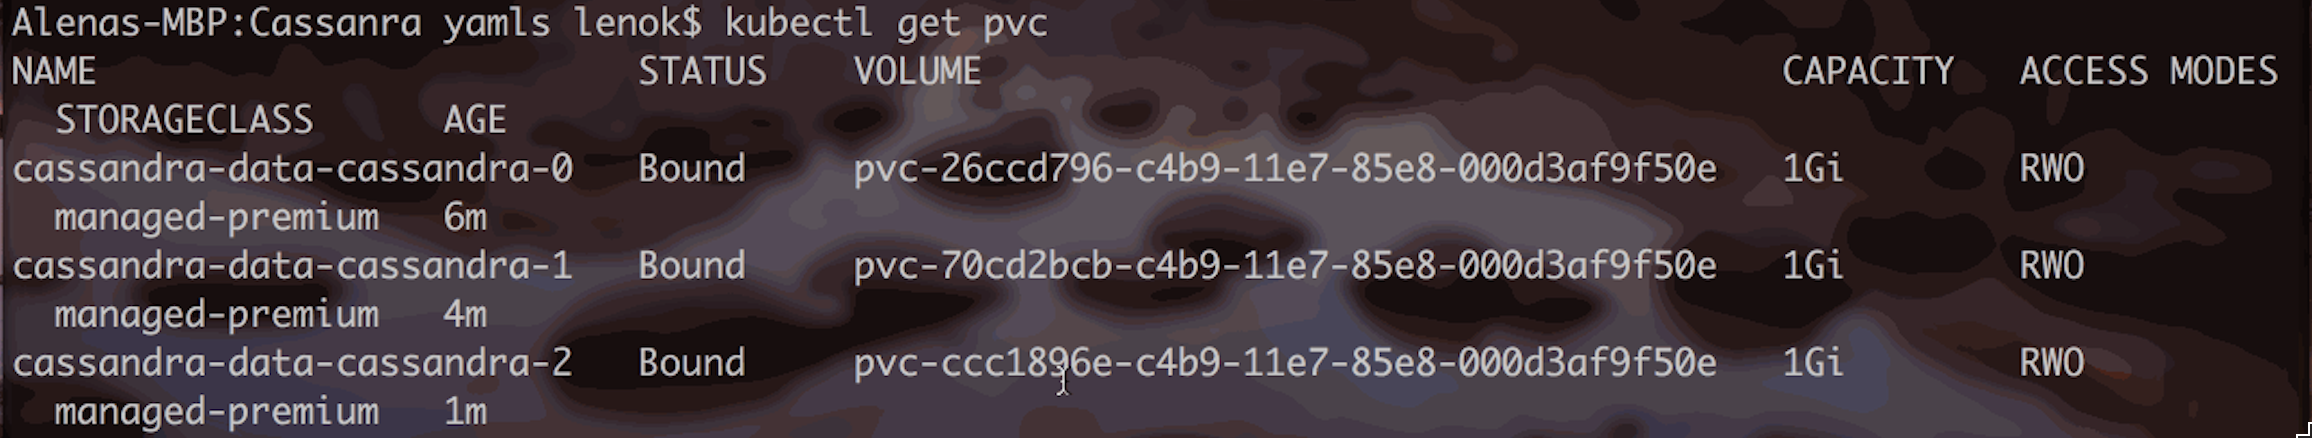 Alenas-MBP:Cassanra yamls lenok$ kubectl get pvc
NAME STATUS VOLUME CAPACITY ACCESS MODES
STORAGECLASS AGE
cassandra-data-cassandra-0 Bound pvc-26ccd796-c4b9-11e7-85e8-000d3af9f50e 1Gi RWO
managed-premium 6m
cassandra-data-cassandra-1 Bound pvc-70cd2bcb-c4b9-11e7-85e8-000d3af9f50e 1Gi RWO
managed-premium 4m
cassandra-data-cassandra-2 Bound pvc-ccc1896e-c4b9-11e7-85e8-000d3af9f50e 1Gi RWO
managed-premium 1m